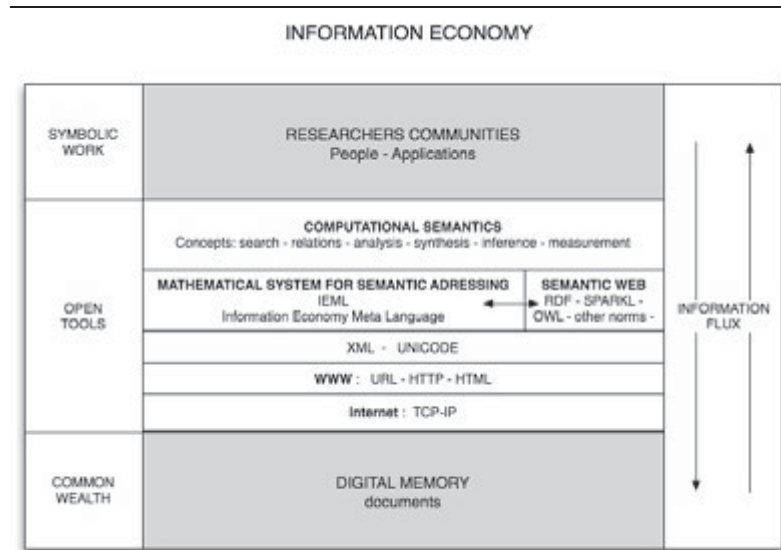 INFORMATION ECONOMY
SYMBOLIC
WORK
RESEARCHERS COMMUNITIES
People - Applications
COMPUTATIONAL SEMANTICS
Concepts: search - relations - analysis - synthesis - inference - measurement
OPEN
TOOLS
MATHEMATICAL SYSTEM FOR SEMANTIC ADRESSING
IEML
Information Economy Meta Language
SEMANTIC WEB
RDF - SPARKL -
OWL - other norms -
XML - UNICODE
WWW : URL - HTTP - HTML
Internet : TCP-IP
INFORMATION
FLUX
COMMON
WEALTH
DIGITAL MEMORY
documents